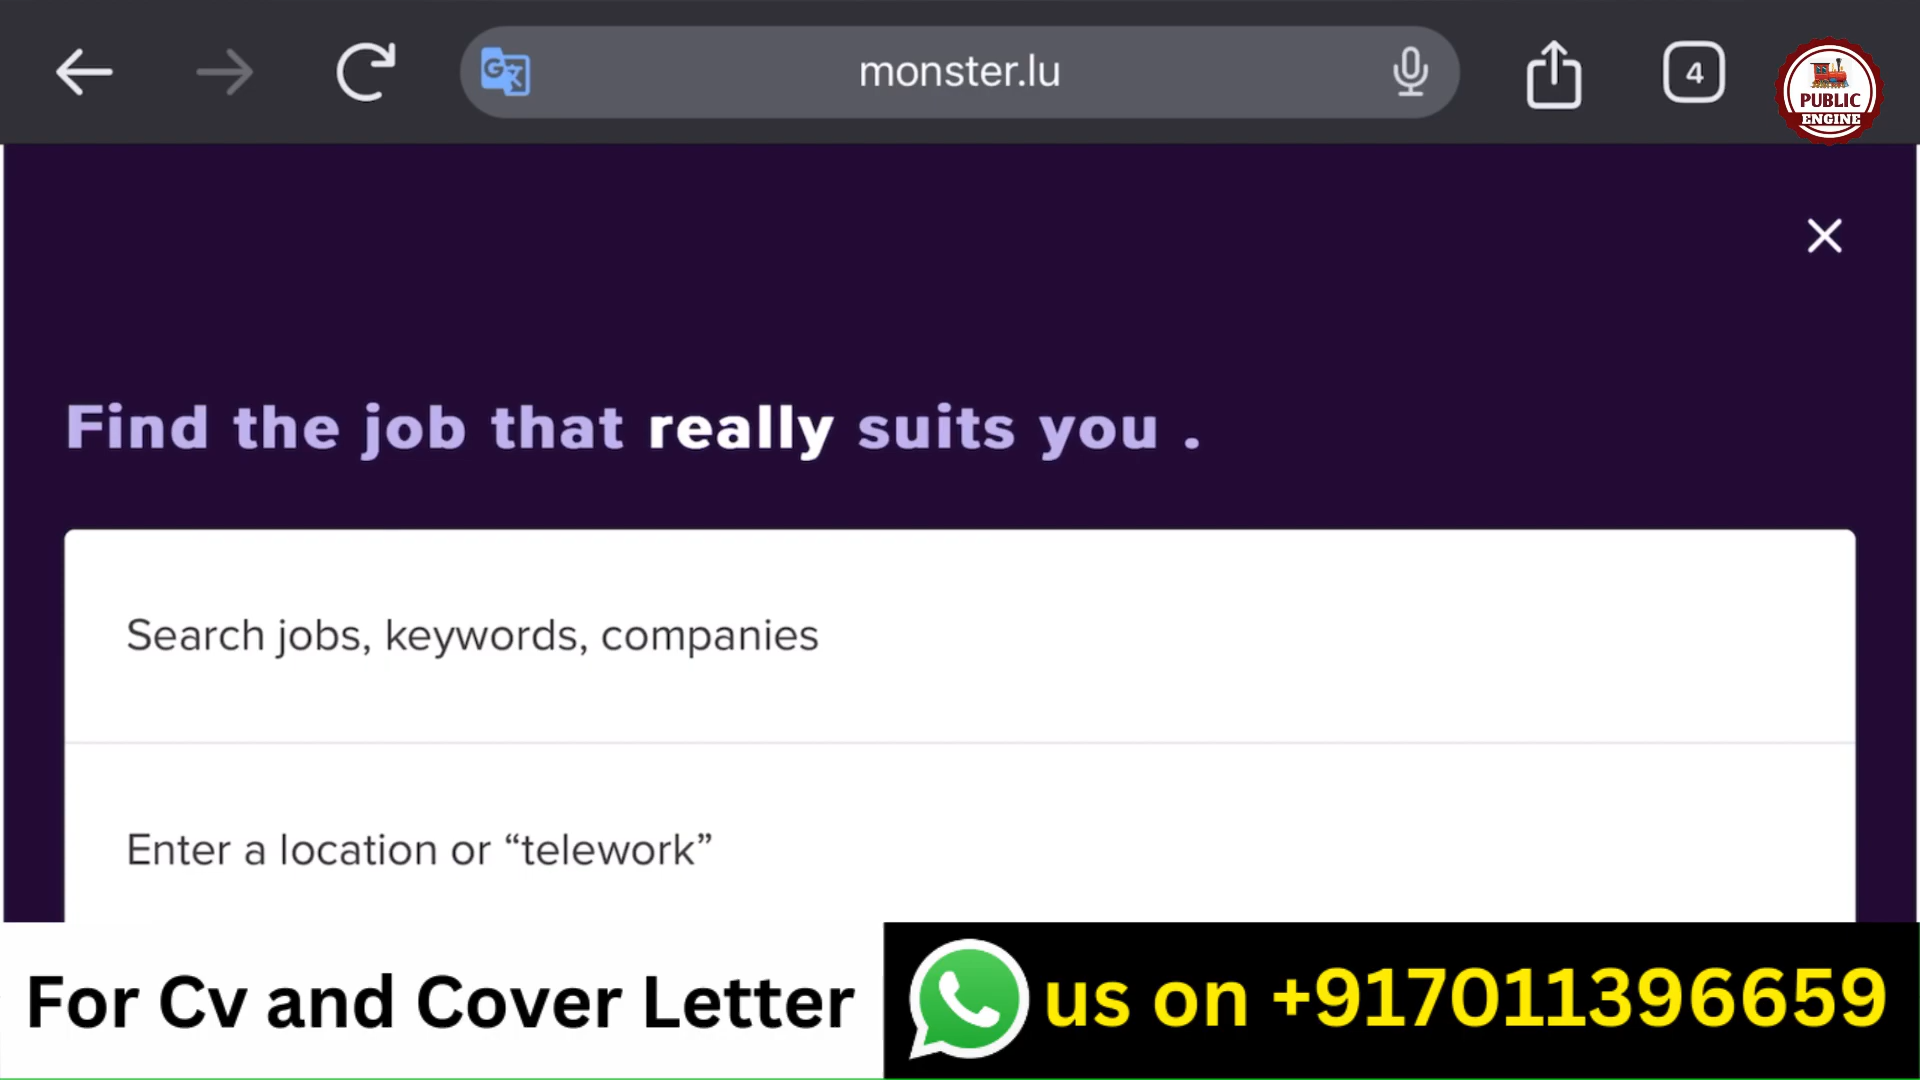 monster.lu
4
PUBLIC
ENGINE
Find the job that really suits you .
Search jobs, keywords, companies
Enter a location or “telework”
For Cv and Cover Letter
us on +917011396659